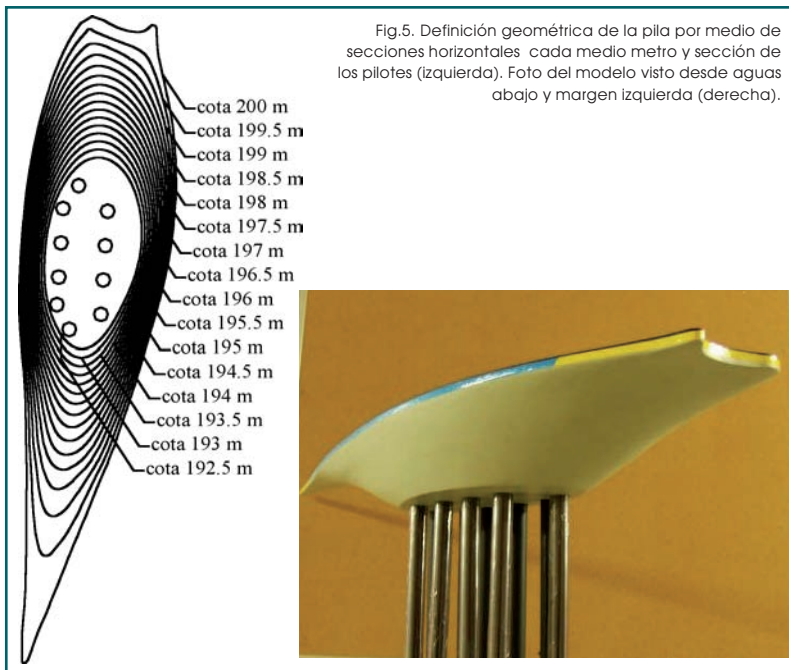 Fig.5. Definición geométrica de la pila por medio de
secciones horizontales cada medio metro y sección de
los pilotes (izquierda). Foto del modelo visto desde aguas
abajo y margen izquierda (derecha).
cota 200 m
cota 199.5 m
cota 199 m
cota 198.5 m
cota 198 m
cota 197.5 m
cota 197 m
cota 196.5 m
cota 196 m
cota 195.5 m
cota 195 m
cota 194.5 m
cota 194 m
cota 193.5 m
cota 193 m
cota 192.5 m